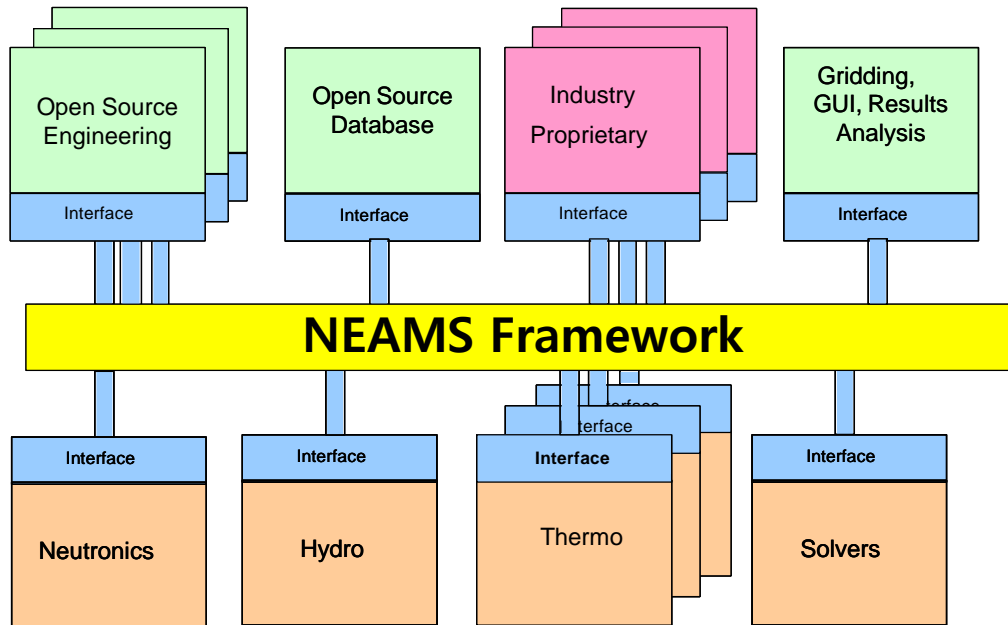 Open Source
Engineering
Interface
Open Source
Database
Interface
Industry
Proprietary
Interface
Gridding,
GUI, Results
Analysis
Interface
NEAMS Framework
Interface
Neutronics
Interface
Hydro
Interface
Thermo
Interface
Solvers